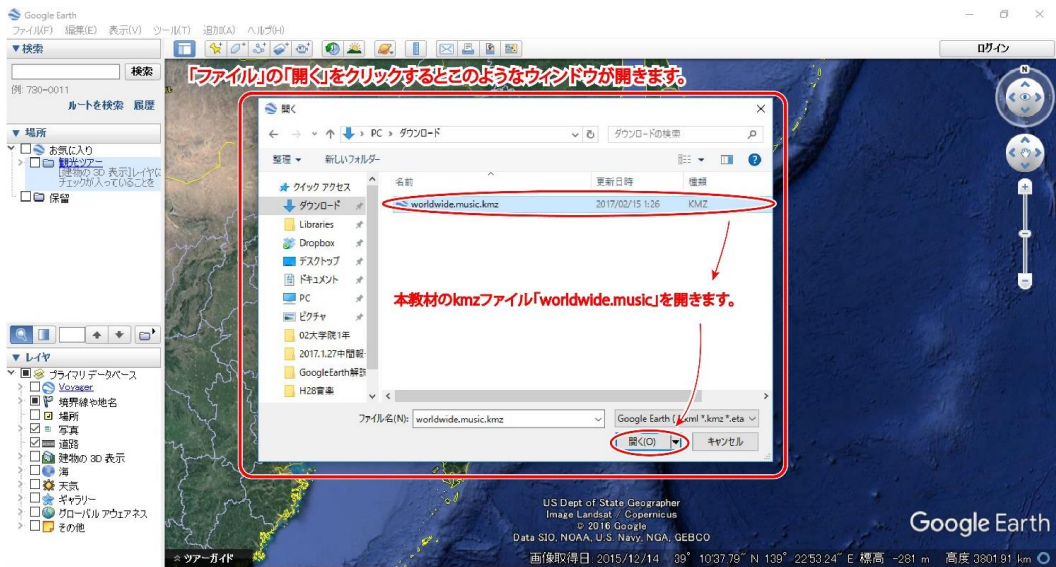 Google Earth
ファイル(F) 編集(E) 表示(V) ツール(T) 追加(A) ヘルプ(H)
▼検索
ログイン
検索
例: 730-0011
ルートを検索 履歴
「ファイル」の「開く」をクリックするとこのようなウィンドウが開きます。
N
▼ 場所
お気に入り
観光ツアー
[建物の 3D 表示]レイヤに
チェックが入っていることを
保留
開く
PC › ダウンロード
ダウンロードの検索
整理 新しいフォルダー
名前 更新日時 種類
クイック アクセス
ダウンロード
Libraries
Dropbox
デスクトップ
ドキュメント
PC
ピクチャ
02大学院1年
2017.1.27中間報
GoogleEarth解説
H28音楽
worldwide.music.kmz 2017/02/15 1:26 KMZ
本教材のkmzファイル「worldwide.music」を開きます。
ファイル名(N): worldwide.music.kmz
*.kmz *.eta
開く(O) キャンセル
▼ レイヤ
プライマリ データベース
Voyager
境界線や地名
場所
写真
道路
建物の 3D 表示
海
天気
ギャラリー
グローバル アウェアネス
その他
ツアーガイド
US Dept of State Geographer
Image Landsat / Copernicus
© 2016 Google
Data SIO, NOAA, U.S. Navy, NGA, GEBCO
Google Earth
画像取得日: 2015/12/14 39° 10'37.79" N 139° 22'53.24" E 標高 -281 m 高度 3801.91 km